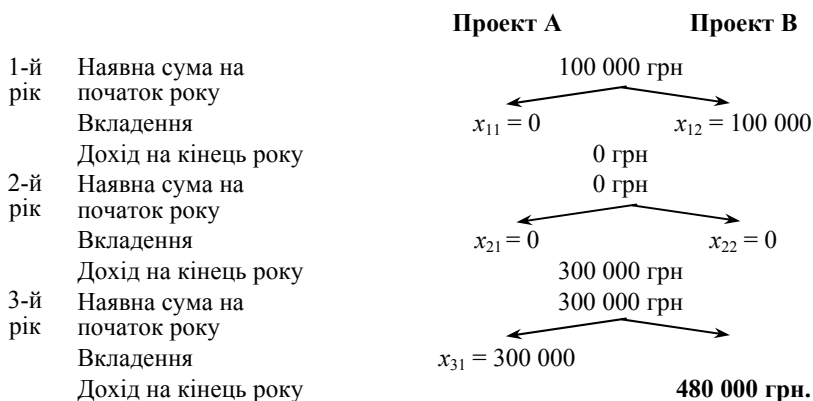 Проект А Проект В
1-й Наявна сума на 100 000 грн
рік початок року
Вкладення x11 = 0 x12 = 100 000
Дохід на кінець року 0 грн
2-й Наявна сума на 0 грн
рік початок року
Вкладення x21 = 0 x22 = 0
Дохід на кінець року 300 000 грн
3-й Наявна сума на 300 000 грн
рік початок року
Вкладення x31 = 300 000
Дохід на кінець року 480 000 грн.